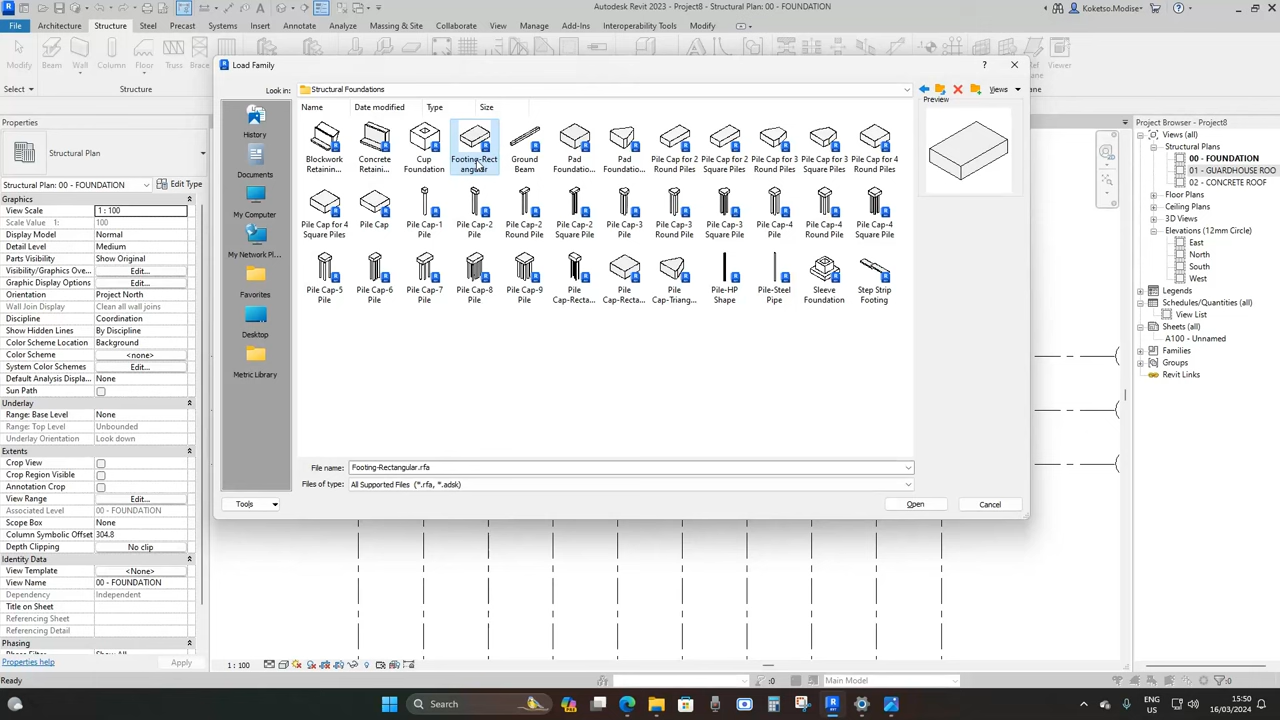 Autodesk Revit 2023 - Project8 - Structural Plan: 00 - FOUNDATION
Koketso.Modise
File
Architecture
Structure
Steel
Precast
Systems
Insert
Annotate
Analyze
Massing & Site
Collaborate
View
Manage
Add-Ins
Interoperability Tools
Modify
Modify
Beam
Wall
Column
Floor
Truss
Brac
Viewer
Select
Structure
Load Family
Look in:
Structural Foundations
Views
Preview
Name
Date modified
Type
Size
History
Documents
My Computer
My Network Pl...
Favorites
Desktop
Metric Library
Blockwork Retainin...
Concrete Retaini...
Cup Foundation
Footing-Rectangular
Ground Beam
Pad Foundatio...
Pad Foundatio...
Pile Cap for 2 Round Piles
Pile Cap for 2 Square Piles
Pile Cap for 3 Round Piles
Pile Cap for 3 Square Piles
Pile Cap for 4 Round Piles
Pile Cap for 4 Square Piles
Pile Cap
Pile Cap-1 Pile
Pile Cap-2 Pile
Pile Cap-2 Round Pile
Pile Cap-2 Square Pile
Pile Cap-3 Pile
Pile Cap-3 Round Pile
Pile Cap-3 Square Pile
Pile Cap-4 Pile
Pile Cap-4 Round Pile
Pile Cap-4 Square Pile
Pile Cap-5 Pile
Pile Cap-6 Pile
Pile Cap-7 Pile
Pile Cap-8 Pile
Pile Cap-9 Pile
Pile Cap-Recta...
Pile Cap-Recta...
Pile Cap-Triang...
Pile-HP Shape
Pile-Steel Pipe
Sleeve Foundation
Step Strip Footing
File name:
Footing-Rectangular.rfa
Files of type:
All Supported Files (*.rfa, *.adsk)
Tools
Open
Cancel
Properties
Structural Plan
Structural Plan: 00 - FOUNDATION
Edit Type
Graphics
View Scale 1 : 100
Scale Value 1: 100
Display Model Normal
Detail Level Medium
Parts Visibility Show Original
Visibility/Graphics Ove... Edit...
Graphic Display Options Edit...
Orientation Project North
Wall Join Display Clean all wall joins
Discipline Coordination
Show Hidden Lines By Discipline
Color Scheme Location Background
Color Scheme <none>
System Color Schemes Edit...
Default Analysis Displa... None
Sun Path
Underlay
Range: Base Level None
Range: Top Level Unbounded
Underlay Orientation Look down
Extents
Crop View
Crop Region Visible
Annotation Crop
View Range Edit...
Associated Level 00 - FOUNDATION
Scope Box None
Column Symbolic Offset 304.8
Depth Clipping No clip
Identity Data
View Template <None>
View Name 00 - FOUNDATION
Dependency Independent
Title on Sheet
Referencing Sheet
Referencing Detail
Phasing
Properties help
Apply
Project Browser - Project8
Views (all)
Structural Plans
00 - FOUNDATION
01 - GUARDHOUSE ROO
02 - CONCRETE ROOF
Floor Plans
3D Views
Ceiling Plans
Elevations (12mm Circle)
East
North
South
West
Legends
Schedules/Quantities (all)
View List
Sheets (all)
A100 - Unnamed
Families
Groups
Revit Links
1 : 100
Ready
:0
Main Model
:0
Search
ENG
US
15:50
16/03/2024